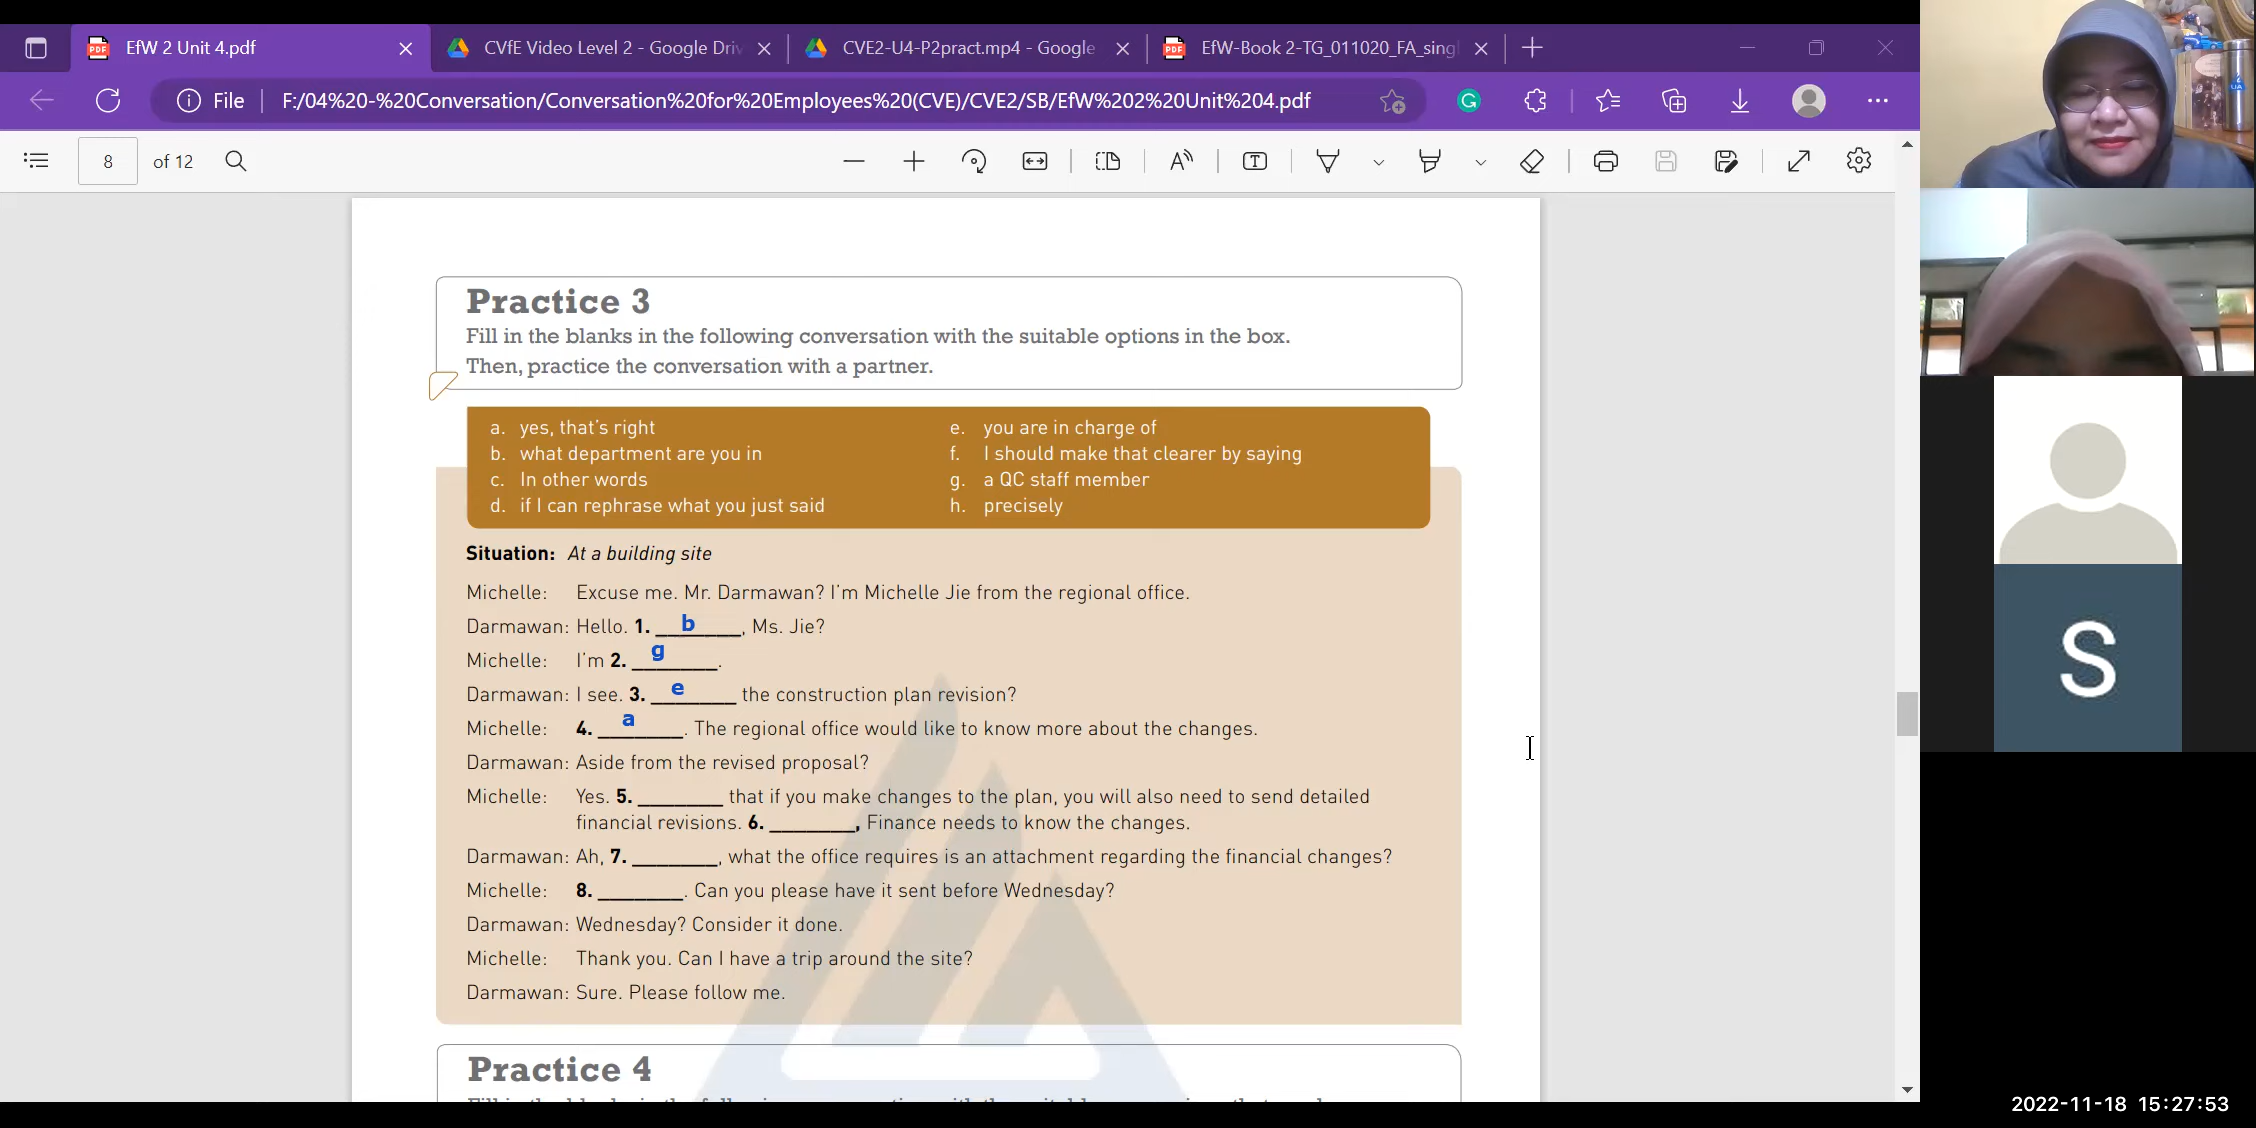 EfW 2 Unit 4.pdf
CVfE Video Level 2 - Google Driv
CVE2-U4-P2pract.mp4 - Google
EfW-Book 2-TG_011020_FA_singl
File F:/04%20-%20Conversation/Conversation%20for%20Employees%20(CVE)/CVE2/SB/EfW%202%20Unit%204.pdf
8 of 12
Practice 3
Fill in the blanks in the following conversation with the suitable options in the box.
Then, practice the conversation with a partner.
a. yes, that's right
b. what department are you in
c. In other words
d. if I can rephrase what you just said
e. you are in charge of
f. I should make that clearer by saying
g. a QC staff member
h. precisely
Situation: At a building site
Michelle: Excuse me. Mr. Darmawan? I'm Michelle Jie from the regional office.
Darmawan: Hello. 1. ___b___, Ms. Jie?
Michelle: I'm 2. ___g___.
Darmawan: I see. 3. ___e___ the construction plan revision?
Michelle: 4. ___a___. The regional office would like to know more about the changes.
Darmawan: Aside from the revised proposal?
Michelle: Yes. 5. _______ that if you make changes to the plan, you will also need to send detailed
financial revisions. 6. _______, Finance needs to know the changes.
Darmawan: Ah, 7. _______, what the office requires is an attachment regarding the financial changes?
Michelle: 8. _______. Can you please have it sent before Wednesday?
Darmawan: Wednesday? Consider it done.
Michelle: Thank you. Can I have a trip around the site?
Darmawan: Sure. Please follow me.
Practice 4
S
2022-11-18 15:27:53